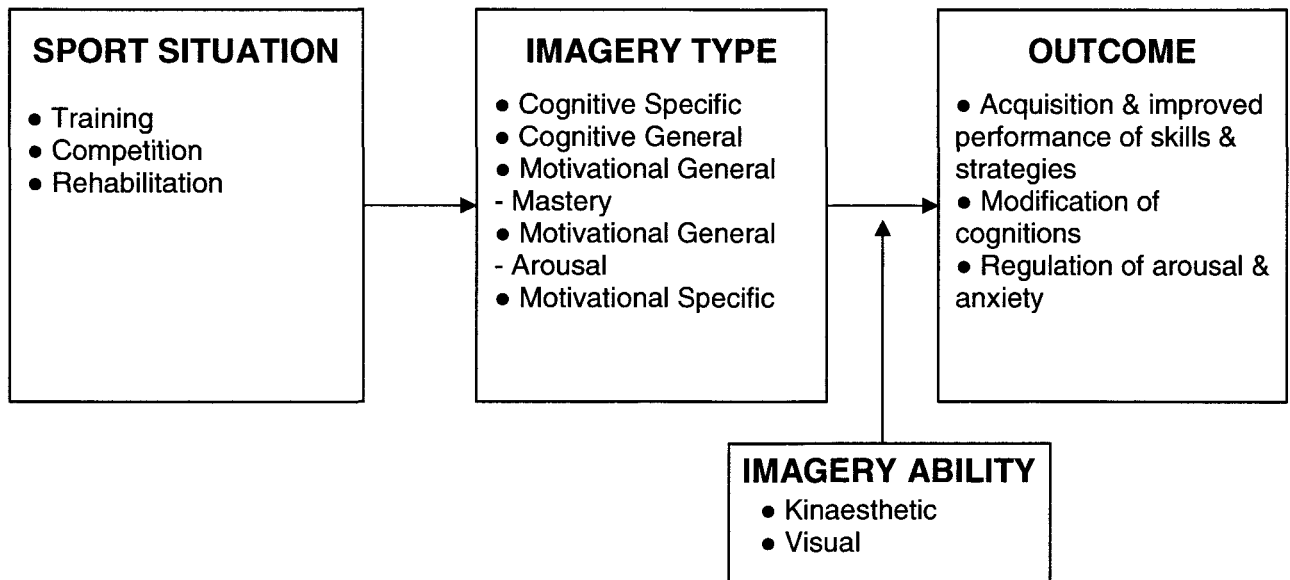 SPORT SITUATION
● Training
● Competition
● Rehabilitation
IMAGERY TYPE
● Cognitive Specific
● Cognitive General
● Motivational General
- Mastery
● Motivational General
- Arousal
● Motivational Specific
OUTCOME
● Acquisition & improved
performance of skills &
strategies
● Modification of
cognitions
● Regulation of arousal &
anxiety
IMAGERY ABILITY
● Kinaesthetic
● Visual